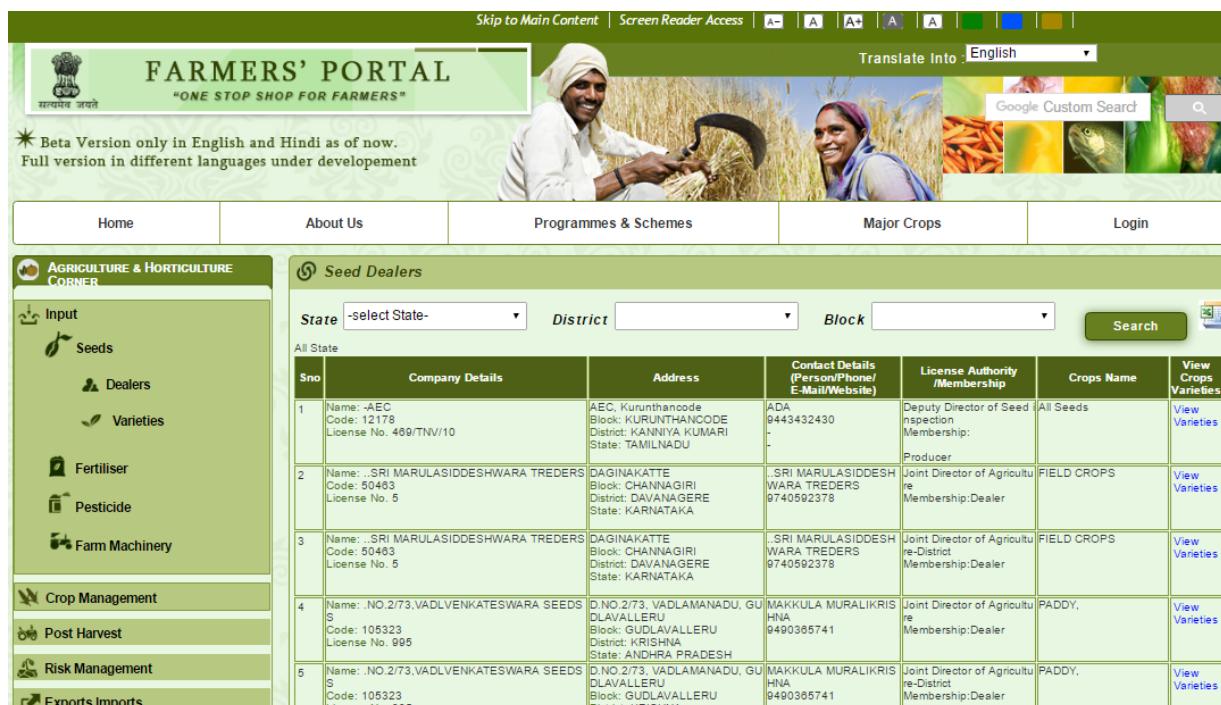 Skip to Main Content | Screen Reader Access | A- | A | A+ | A | A
Translate Into : English
सत्यमेव जयते
FARMERS' PORTAL
"ONE STOP SHOP FOR FARMERS"
Google Custom Search
Beta Version only in English and Hindi as of now.
Full version in different languages under developement
Home About Us Programmes & Schemes Major Crops Login
AGRICULTURE & HORTICULTURE
CORNER
Input
Seeds
Dealers
Varieties
Fertiliser
Pesticide
Farm Machinery
Crop Management
Post Harvest
Risk Management
Exports Imports
Seed Dealers
State -select State- District Block Search
All State
Sno Company Details Address Contact Details (Person/Phone/ E-Mail/Website) License Authority /Membership Crops Name View Crops Varieties
1
Name: -AEC
Code: 12178
License No. 469/TNV/10
AEC, Kurunthancode
Block: KURUNTHANCODE
District: KANNIYA KUMARI
State: TAMILNADU
ADA
9443432430
-
-
Deputy Director of Seed i
nspection
Membership:
Producer
All Seeds
View
Varieties
2
Name: ..SRI MARULASIDDESHWARA TREDERS
Code: 50463
License No. 5
DAGINAKATTE
Block: CHANNAGIRI
District: DAVANAGERE
State: KARNATAKA
..SRI MARULASIDDESH
WARA TREDERS
9740592378
Joint Director of Agricultu
re
Membership:Dealer
FIELD CROPS
View
Varieties
3
Name: ..SRI MARULASIDDESHWARA TREDERS
Code: 50463
License No. 5
DAGINAKATTE
Block: CHANNAGIRI
District: DAVANAGERE
State: KARNATAKA
..SRI MARULASIDDESH
WARA TREDERS
9740592378
Joint Director of Agricultu
re-District
Membership:Dealer
FIELD CROPS
View
Varieties
4
Name: .NO.2/73,VADLVENKATESWARA SEEDS
S
Code: 105323
License No. 995
D.NO.2/73, VADLAMANADU, GU
DLAVALLERU
Block: GUDLAVALLERU
District: KRISHNA
State: ANDHRA PRADESH
MAKKULA MURALIKRIS
HNA
9490365741
Joint Director of Agricultu
re
Membership:Dealer
PADDY,
View
Varieties
5
Name: .NO.2/73,VADLVENKATESWARA SEEDS
S
Code: 105323
D.NO.2/73, VADLAMANADU, GU
DLAVALLERU
Block: GUDLAVALLERU
MAKKULA MURALIKRIS
HNA
9490365741
Joint Director of Agricultu
re-District
Membership:Dealer
PADDY,
View
Varieties